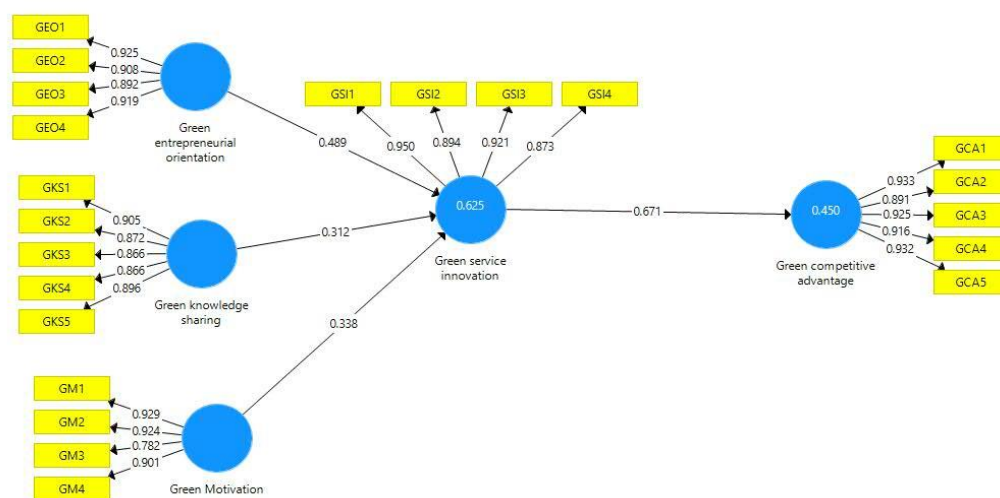 GEO1
GEO2
GEO3
GEO4
0.925
0.908
0.892
0.919
Green
entrepreneurial
orientation
0.489
GKS1
GKS2
GKS3
GKS4
GKS5
0.905
0.872
0.866
0.866
0.896
Green knowledge
sharing
0.312
GM1
GM2
GM3
GM4
0.929
0.924
0.782
0.901
Green Motivation
0.338
GSI1
GSI2
GSI3
GSI4
0.950
0.894
0.921
0.873
0.625
Green service
innovation
0.671
0.450
Green competitive
advantage
0.933
0.891
0.925
0.916
0.932
GCA1
GCA2
GCA3
GCA4
GCA5